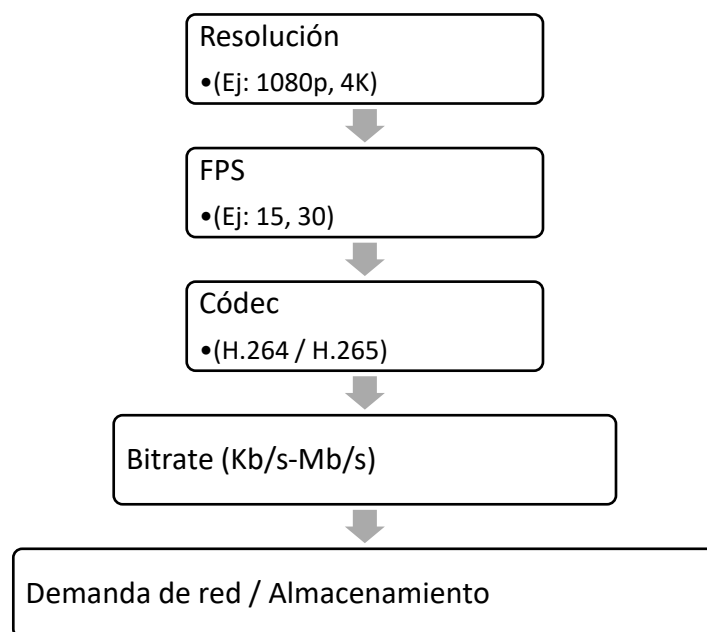 Resolución
•(Ej: 1080p, 4K)
FPS
•(Ej: 15, 30)
Códec
•(H.264 / H.265)
Bitrate (Kb/s-Mb/s)
Demanda de red / Almacenamiento